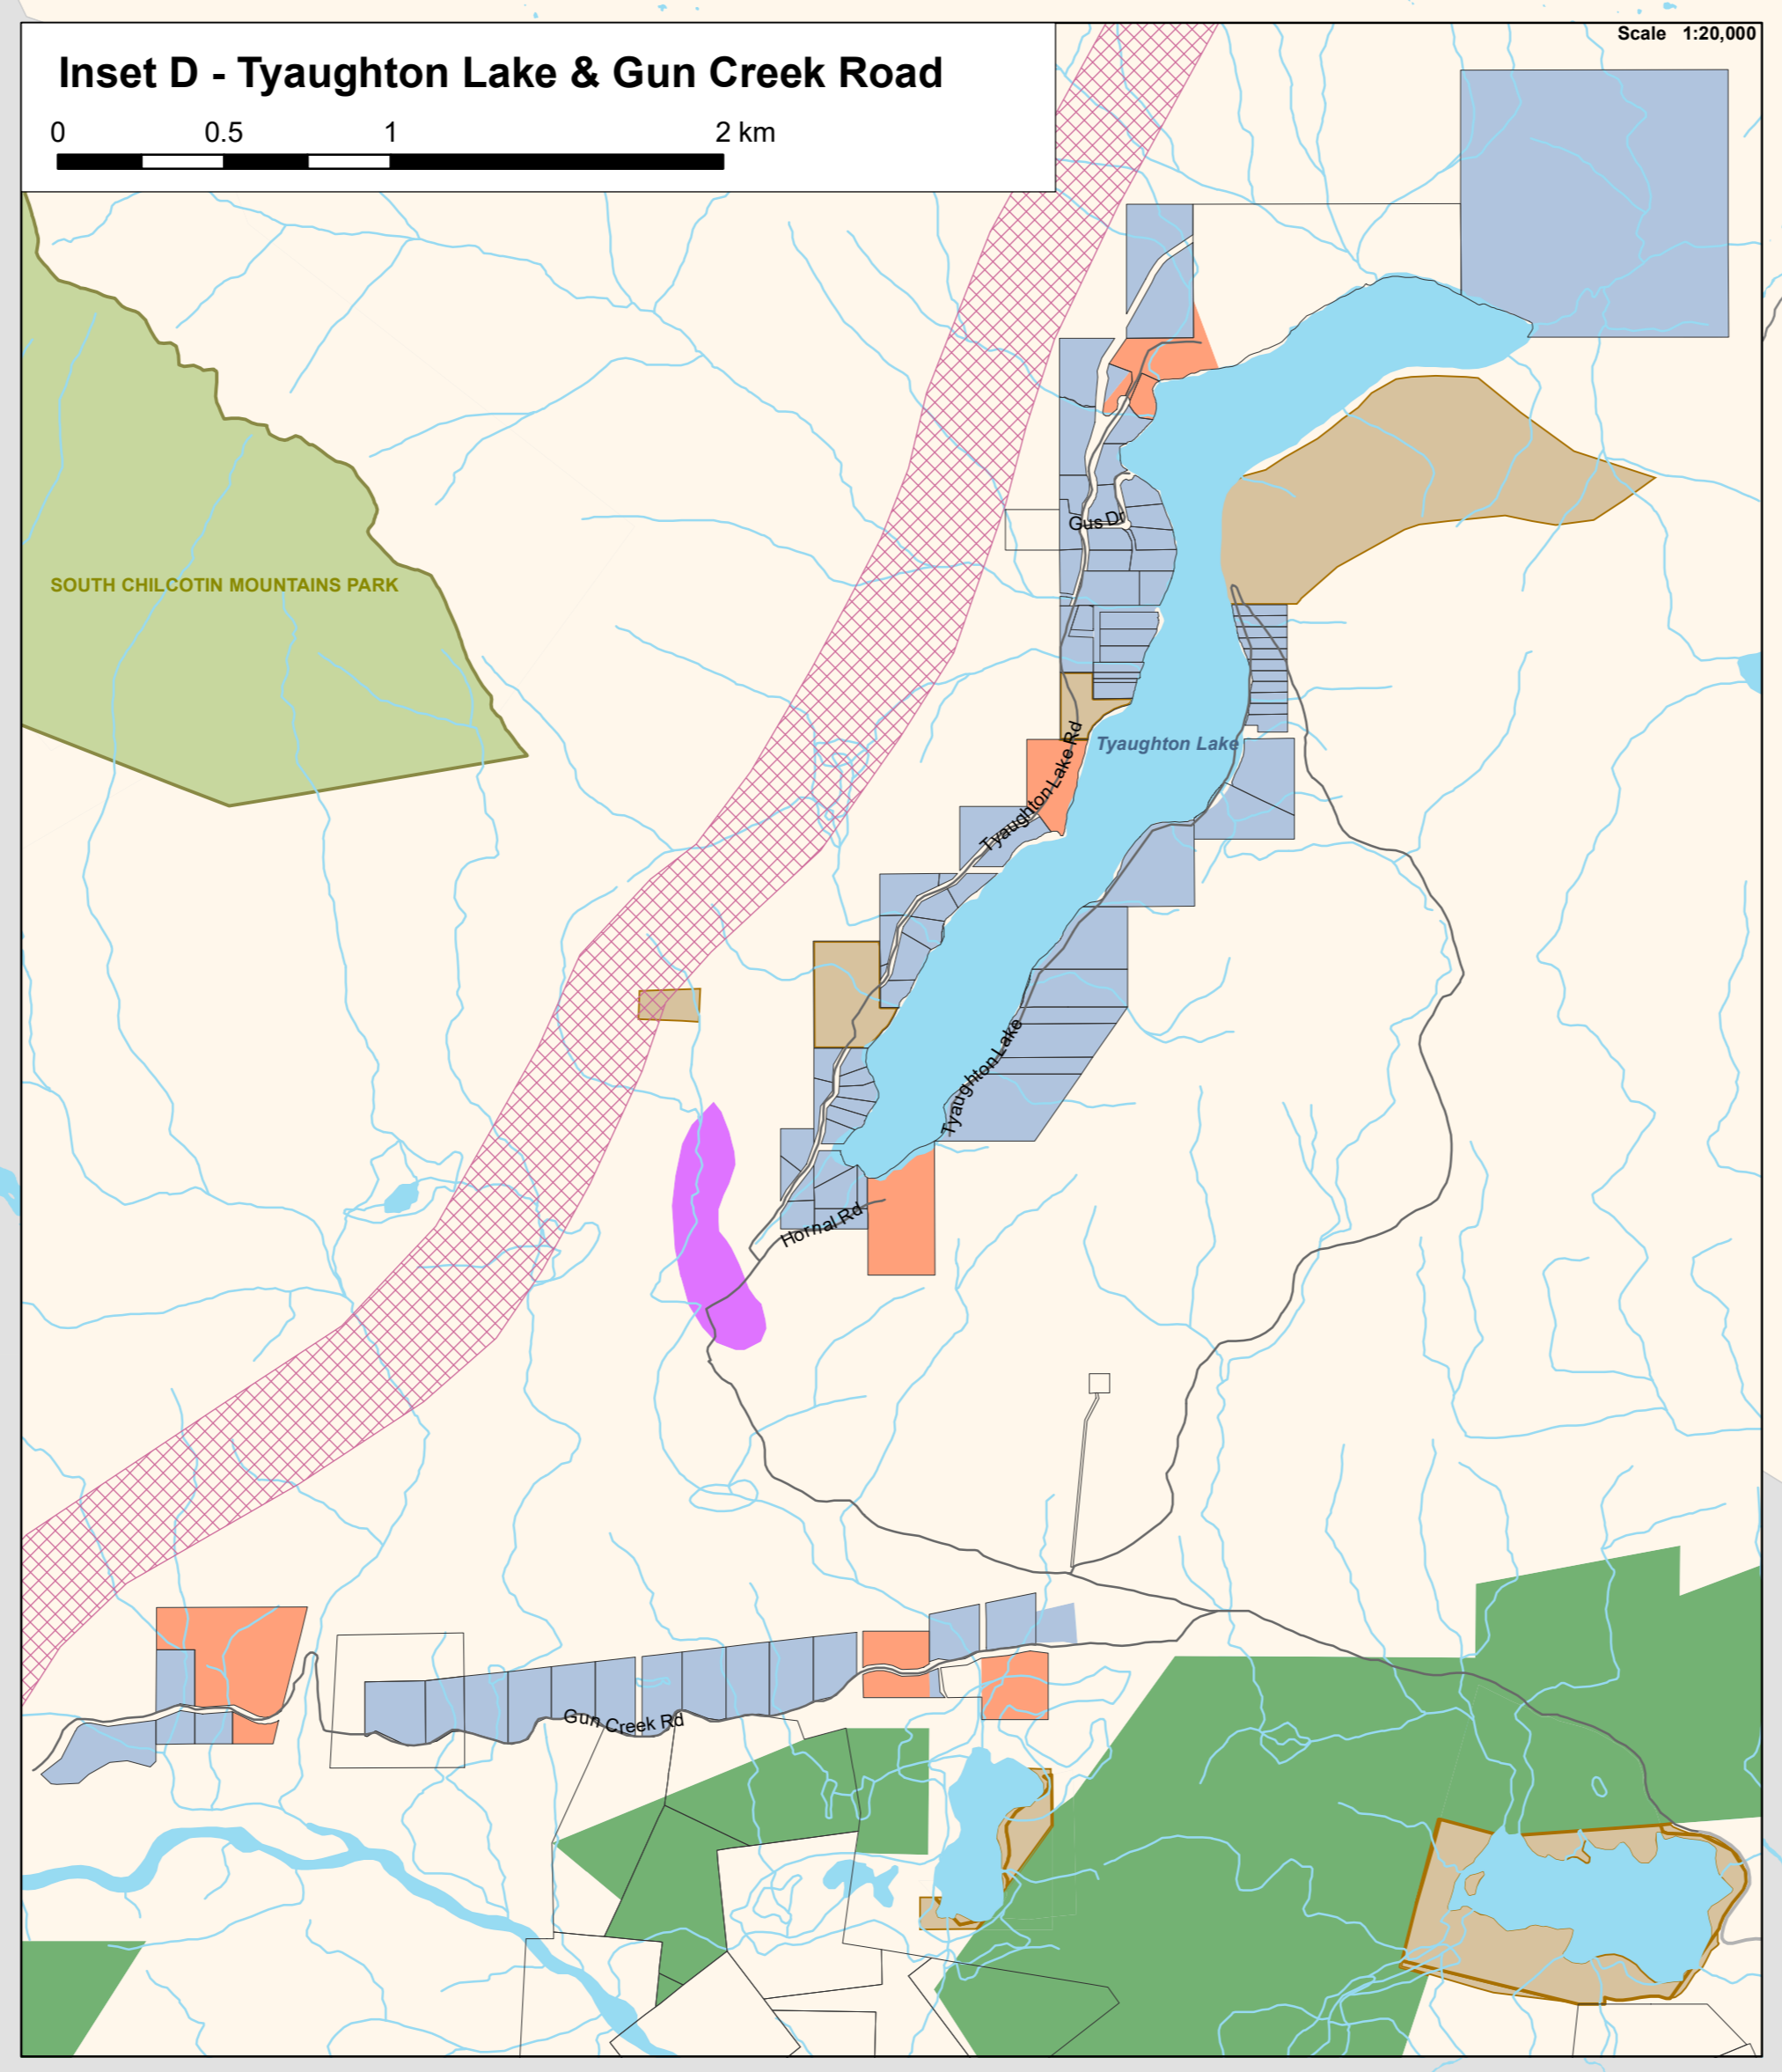 Scale 1:20,000
Inset D - Tyaughton Lake & Gun Creek Road
0 0.5 1 2 km
Gus Dr
SOUTH CHILCOTIN MOUNTAINS PARK
Tyaughton Lake
Tyaughton Lake Rd
Tyaughton Lake
Hornal Rd
Gun Creek Rd